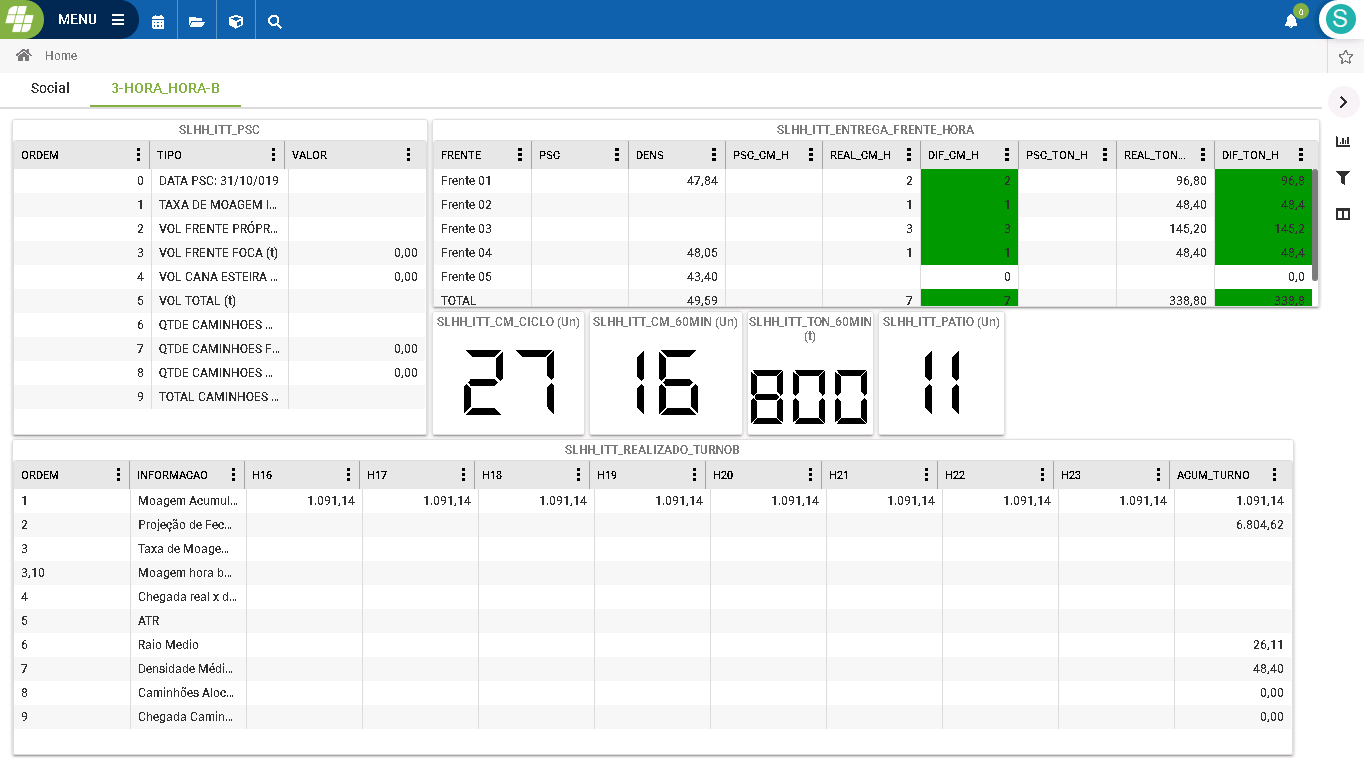 MENU
0
S
Home
Social
3-HORA_HORA-B
SLHH_ITT_PSC
ORDEM TIPO VALOR
0 DATA PSC: 31/10/019
1 TAXA DE MOAGEM I...
2 VOL FRENTE PRÓPR...
3 VOL FRENTE FOCA (t) 0,00
4 VOL CANA ESTEIRA ... 0,00
5 VOL TOTAL (t)
6 QTDE CAMINHOES ...
7 QTDE CAMINHOES F... 0,00
8 QTDE CAMINHOES ... 0,00
9 TOTAL CAMINHOES ...
SLHH_ITT_ENTREGA_FRENTE_HORA
FRENTE PSC DENS PSC_CM_H REAL_CM_H DIF_CM_H PSC_TON_H REAL_TON... DIF_TON_H
Frente 01 47,84 2 2 96,80 96,8
Frente 02 1 1 48,40 48,4
Frente 03 3 3 145,20 145,2
Frente 04 48,05 1 1 48,40 48,4
Frente 05 43,40 0 0,0
TOTAL 49,59 7 7 338,80 338,8
SLHH_ITT_CM_CICLO (Un)
27
SLHH_ITT_CM_60MIN (Un)
16
SLHH_ITT_TON_60MIN
(t)
800
SLHH_ITT_PATIO (Un)
11
SLHH_ITT_REALIZADO_TURNOB
ORDEM INFORMACAO H16 H17 H18 H19 H20 H21 H22 H23 ACUM_TURNO
1 Moagem Acumul... 1.091,14 1.091,14 1.091,14 1.091,14 1.091,14 1.091,14 1.091,14 1.091,14 1.091,14
2 Projeção de Fec... 6.804,62
3 Taxa de Moage...
3,10 Moagem hora b...
4 Chegada real x d...
5 ATR
6 Raio Medio 26,11
7 Densidade Médi... 48,40
8 Caminhões Aloc... 0,00
9 Chegada Camin... 0,00